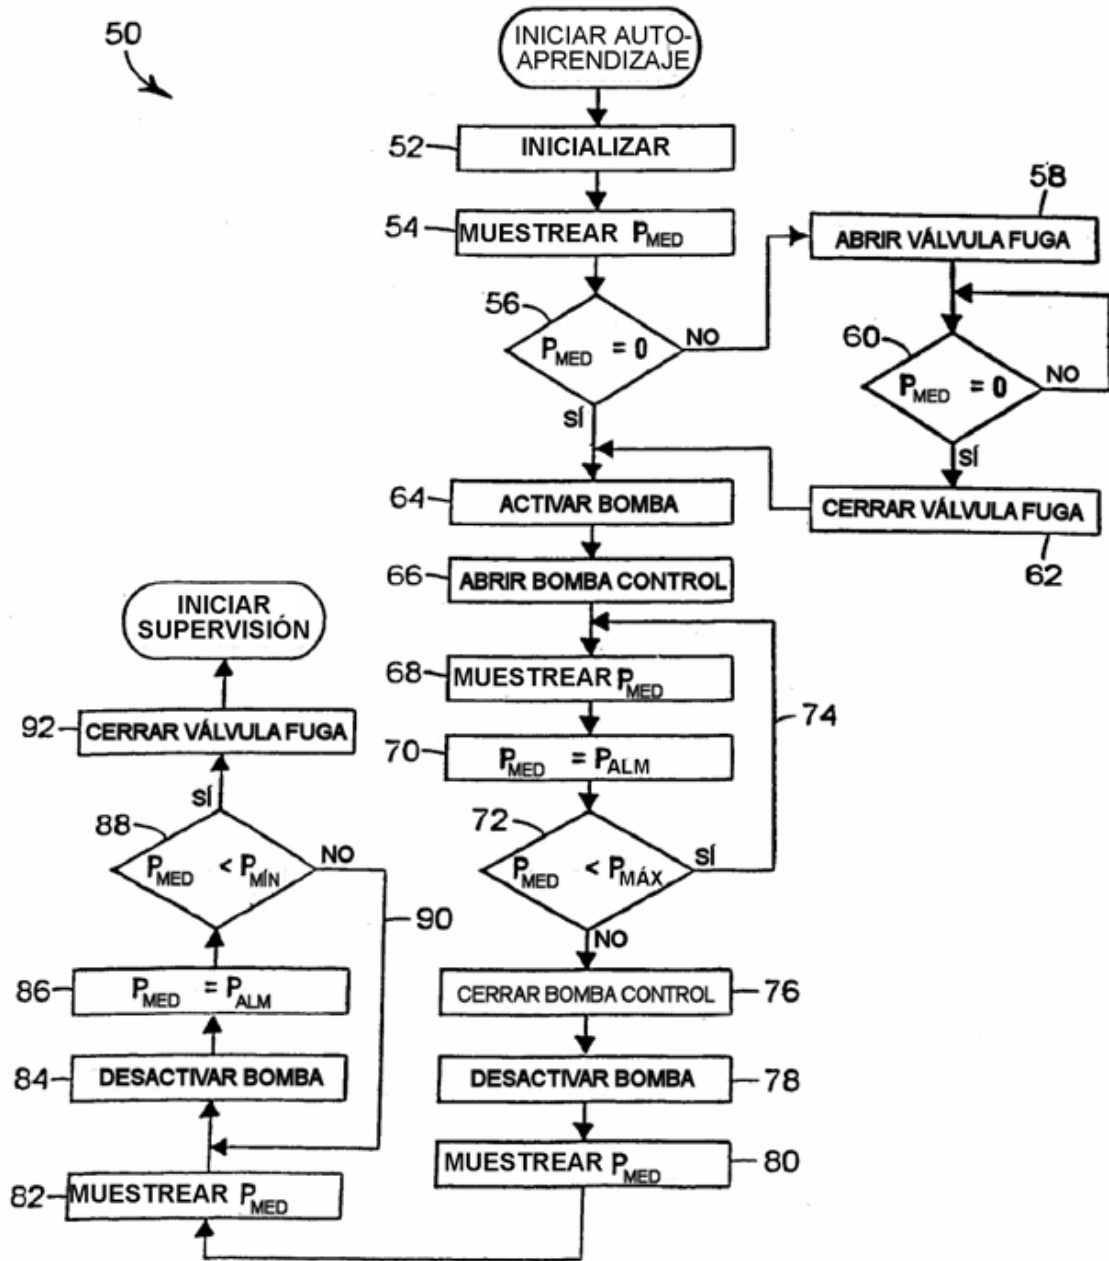 50
INICIAR AUTO-
APRENDIZAJE
52
INICIALIZAR
54
MUESTREAR PMED
56
PMED = 0
NO
SÍ
58
ABRIR VÁLVULA FUGA
60
PMED = 0
NO
SÍ
CERRAR VÁLVULA FUGA
62
64
ACTIVAR BOMBA
66
ABRIR BOMBA CONTROL
68
MUESTREAR PMED
70
PMED = PALM
72
PMED < PMÁX
SÍ
74
NO
CERRAR BOMBA CONTROL
76
DESACTIVAR BOMBA
78
MUESTREAR PMED
80
82
MUESTREAR PMED
84
DESACTIVAR BOMBA
86
PMED = PALM
88
PMED < PMÍN
NO
90
SÍ
92
CERRAR VÁLVULA FUGA
INICIAR
SUPERVISIÓN